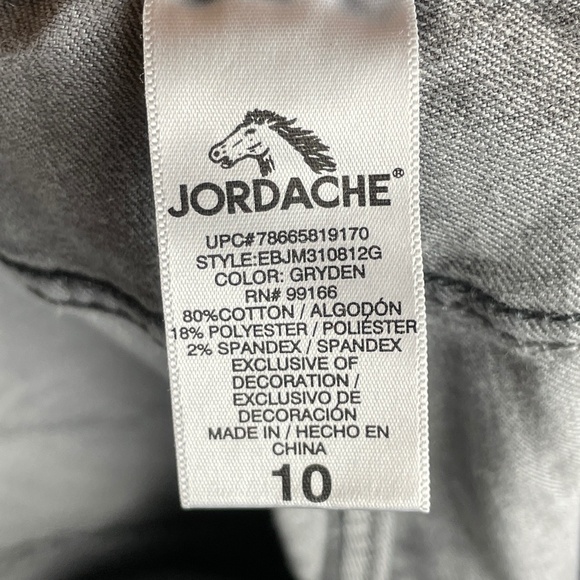 JORDACHE®
UPC#78665819170
STYLE:EBJM310812G
COLOR: GRYDEN
RN# 99166
80%COTTON / ALGODÓN
18% POLYESTER / POLIÉSTER
2% SPANDEX / SPANDEX
EXCLUSIVE OF
DECORATION /
EXCLUSIVO DE
DECORACIÓN
MADE IN / HECHO EN
CHINA
10